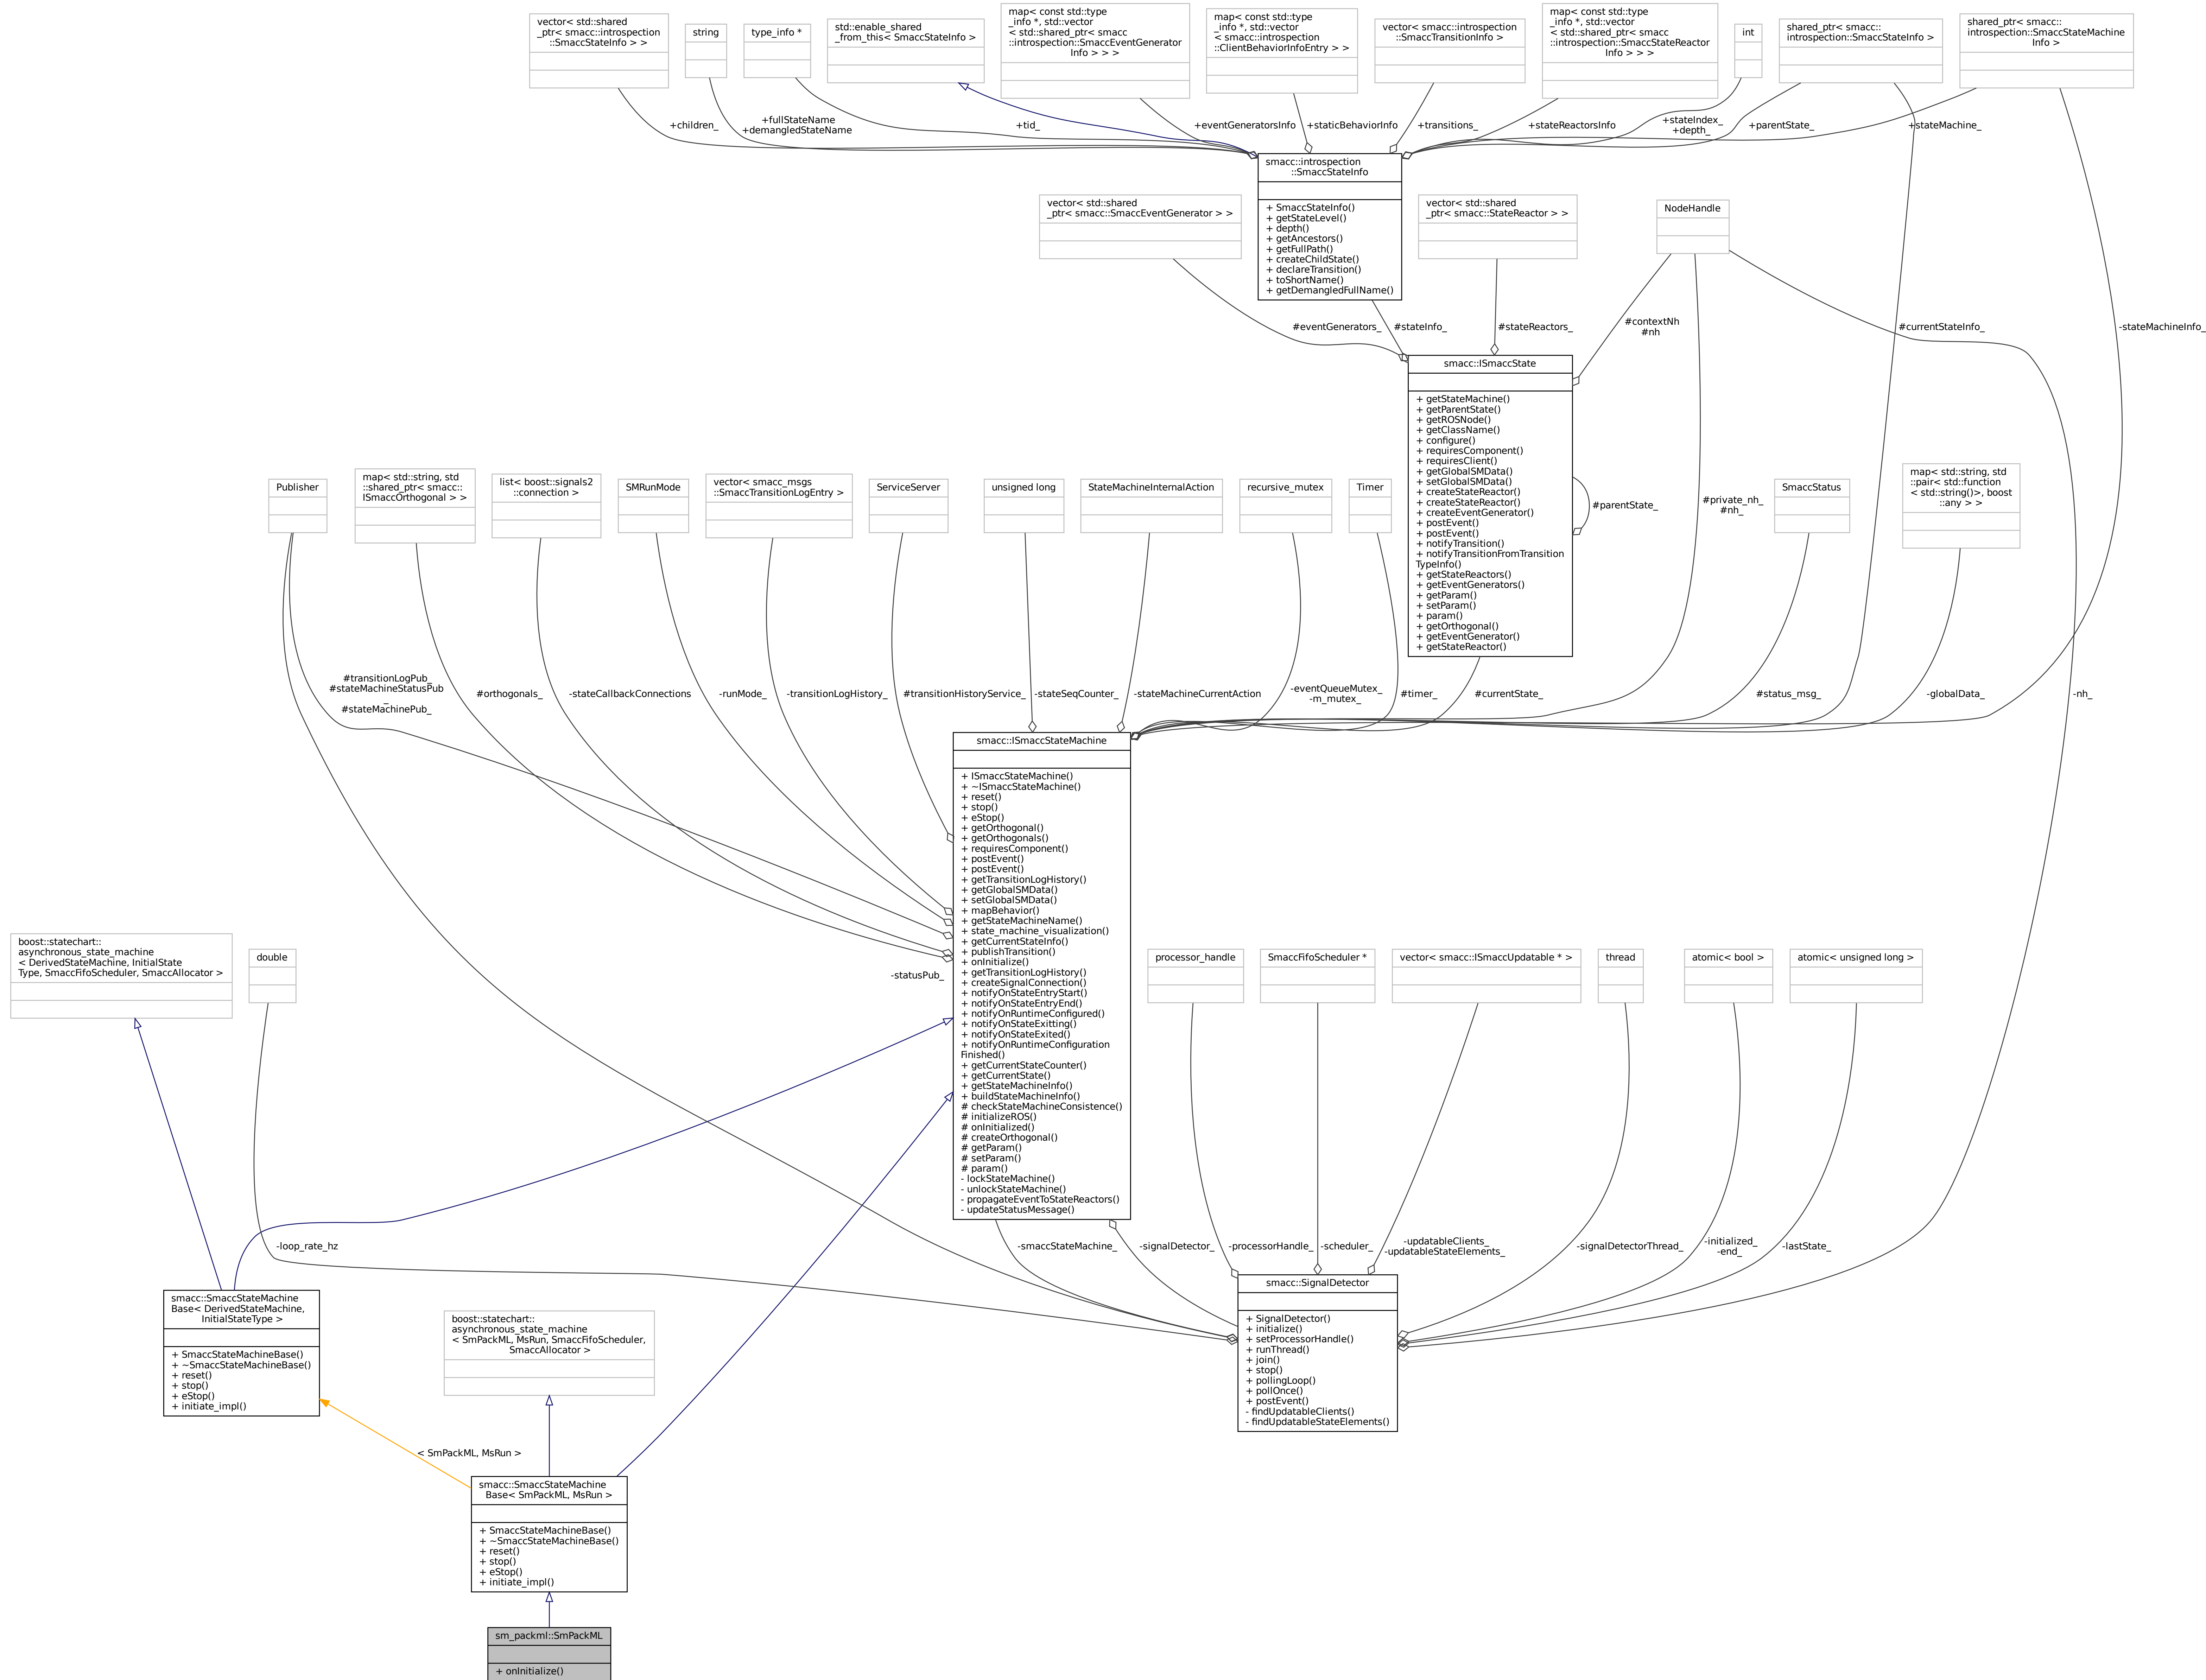 vector< std::shared
_ptr< smacc::introspection
::SmaccStateInfo > >
string
type_info *
std::enable_shared
_from_this< SmaccStateInfo >
map< const std::type
_info *, std::vector
< std::shared_ptr< smacc
::introspection::SmaccEventGenerator
Info > > >
map< const std::type
_info *, std::vector
< smacc::introspection
::ClientBehaviorInfoEntry > >
vector< smacc::introspection
::SmaccTransitionInfo >
map< const std::type
_info *, std::vector
< std::shared_ptr< smacc
::introspection::SmaccStateReactor
Info > > >
int
shared_ptr< smacc::
introspection::SmaccStateInfo >
shared_ptr< smacc::
introspection::SmaccStateMachine
Info >
+children_
+fullStateName
+demangledStateName
+tid_
+eventGeneratorsInfo
+staticBehaviorInfo
+transitions_
+stateReactorsInfo
+stateIndex_
+depth_
+parentState_
+stateMachine_
smacc::introspection
::SmaccStateInfo
+ SmaccStateInfo()
+ getStateLevel()
+ depth()
+ getAncestors()
+ getFullPath()
+ createChildState()
+ declareTransition()
+ toShortName()
+ getDemangledFullName()
vector< std::shared
_ptr< smacc::SmaccEventGenerator > >
vector< std::shared
_ptr< smacc::StateReactor > >
NodeHandle
#eventGenerators_
#stateInfo_
#stateReactors_
#contextNh
#nh
#currentStateInfo_
-stateMachineInfo_
smacc::ISmaccState
+ getStateMachine()
+ getParentState()
+ getROSNode()
+ getClassName()
+ configure()
+ requiresComponent()
+ requiresClient()
+ getGlobalSMData()
+ setGlobalSMData()
+ createStateReactor()
+ createStateReactor()
+ createEventGenerator()
+ postEvent()
+ postEvent()
+ notifyTransition()
+ notifyTransitionFromTransition
TypeInfo()
+ getStateReactors()
+ getEventGenerators()
+ getParam()
+ setParam()
+ param()
+ getOrthogonal()
+ getEventGenerator()
+ getStateReactor()
#parentState_
#private_nh_
#nh_
Publisher
map< std::string, std
::shared_ptr< smacc::
ISmaccOrthogonal > >
list< boost::signals2
::connection >
SMRunMode
vector< smacc_msgs
::SmaccTransitionLogEntry >
ServiceServer
unsigned long
StateMachineInternalAction
recursive_mutex
Timer
SmaccStatus
map< std::string, std
::pair< std::function
< std::string()>, boost
::any > >
#transitionLogPub_
#stateMachineStatusPub
_
#stateMachinePub_
#orthogonals_
-stateCallbackConnections
-runMode_
-transitionLogHistory_
#transitionHistoryService_
-stateSeqCounter_
-stateMachineCurrentAction
-eventQueueMutex_
-m_mutex_
#timer_
#currentState_
#status_msg_
-globalData_
-nh_
smacc::ISmaccStateMachine
+ ISmaccStateMachine()
+ ~ISmaccStateMachine()
+ reset()
+ stop()
+ eStop()
+ getOrthogonal()
+ getOrthogonals()
+ requiresComponent()
+ postEvent()
+ postEvent()
+ getTransitionLogHistory()
+ getGlobalSMData()
+ setGlobalSMData()
+ mapBehavior()
+ getStateMachineName()
+ state_machine_visualization()
+ getCurrentStateInfo()
+ publishTransition()
+ onInitialize()
+ getTransitionLogHistory()
+ createSignalConnection()
+ notifyOnStateEntryStart()
+ notifyOnStateEntryEnd()
+ notifyOnRuntimeConfigured()
+ notifyOnStateExitting()
+ notifyOnStateExited()
+ notifyOnRuntimeConfiguration
Finished()
+ getCurrentStateCounter()
+ getCurrentState()
+ getStateMachineInfo()
+ buildStateMachineInfo()
# checkStateMachineConsistence()
# initializeROS()
# onInitialized()
# createOrthogonal()
# getParam()
# setParam()
# param()
- lockStateMachine()
- unlockStateMachine()
- propagateEventToStateReactors()
- updateStatusMessage()
boost::statechart::
asynchronous_state_machine
< DerivedStateMachine, InitialState
Type, SmaccFifoScheduler, SmaccAllocator >
double
-statusPub_
processor_handle
SmaccFifoScheduler *
vector< smacc::ISmaccUpdatable * >
thread
atomic< bool >
atomic< unsigned long >
-loop_rate_hz
-smaccStateMachine_
-signalDetector_
-processorHandle_
-scheduler_
-updatableClients_
-updatableStateElements_
-signalDetectorThread_
-initialized_
-end_
-lastState_
smacc::SmaccStateMachine
Base< DerivedStateMachine,
InitialStateType >
+ SmaccStateMachineBase()
+ ~SmaccStateMachineBase()
+ reset()
+ stop()
+ eStop()
+ initiate_impl()
boost::statechart::
asynchronous_state_machine
< SmPackML, MsRun, SmaccFifoScheduler,
SmaccAllocator >
smacc::SignalDetector
+ SignalDetector()
+ initialize()
+ setProcessorHandle()
+ runThread()
+ join()
+ stop()
+ pollingLoop()
+ pollOnce()
+ postEvent()
- findUpdatableClients()
- findUpdatableStateElements()
< SmPackML, MsRun >
smacc::SmaccStateMachine
Base< SmPackML, MsRun >
+ SmaccStateMachineBase()
+ ~SmaccStateMachineBase()
+ reset()
+ stop()
+ eStop()
+ initiate_impl()
sm_packml::SmPackML
+ onInitialize()